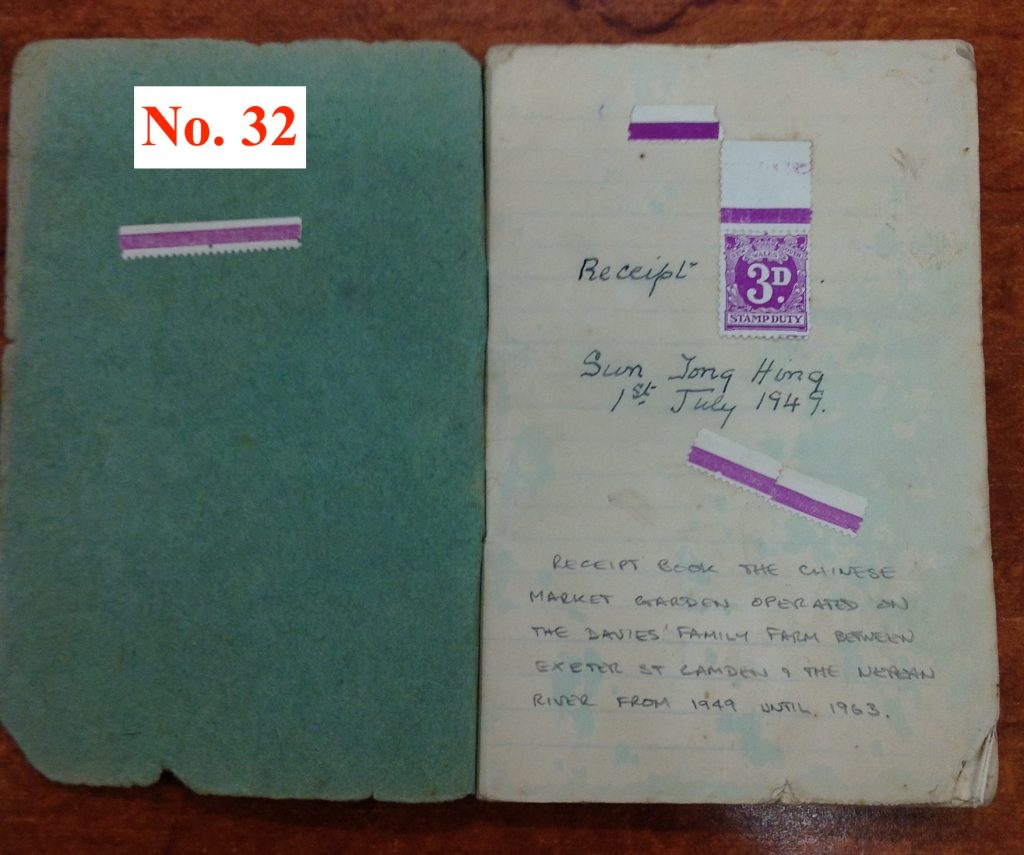 No. 32
WALES
3D.
STAMP DUTY
Receipt
Sun Tong Hing
1st July 1949.
RECEIPT BOOK THE CHINESE
MARKET GARDEN OPERATED ON
THE DAVIES' FAMILY FARM BETWEEN
EXETER ST CAMDEN & THE NEPEAN
RIVER FROM 1949 UNTIL 1963.